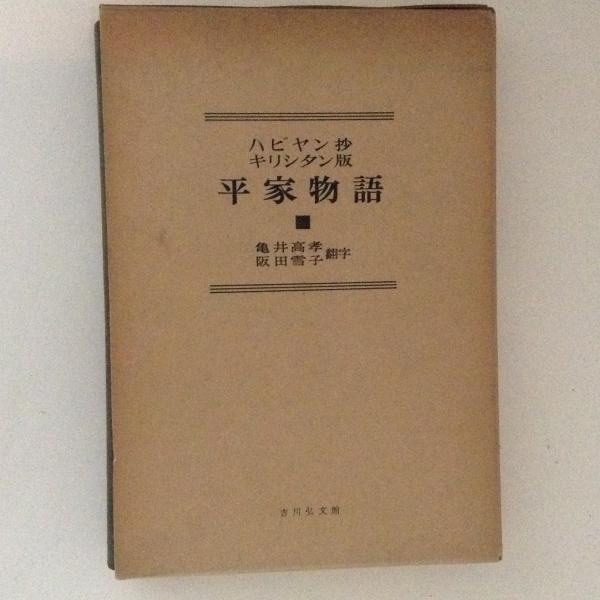 ハビヤン抄
キリシタン版
平家物語
亀井高孝
阪田雪子
翻字
吉川弘文館